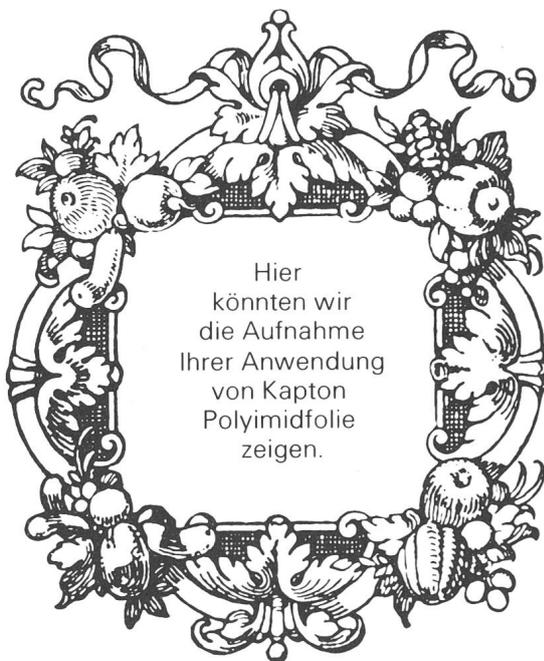 Hier
könnten wir
die Aufnahme
Ihrer Anwendung
von Kapton
Polyimidfolie
zeigen.